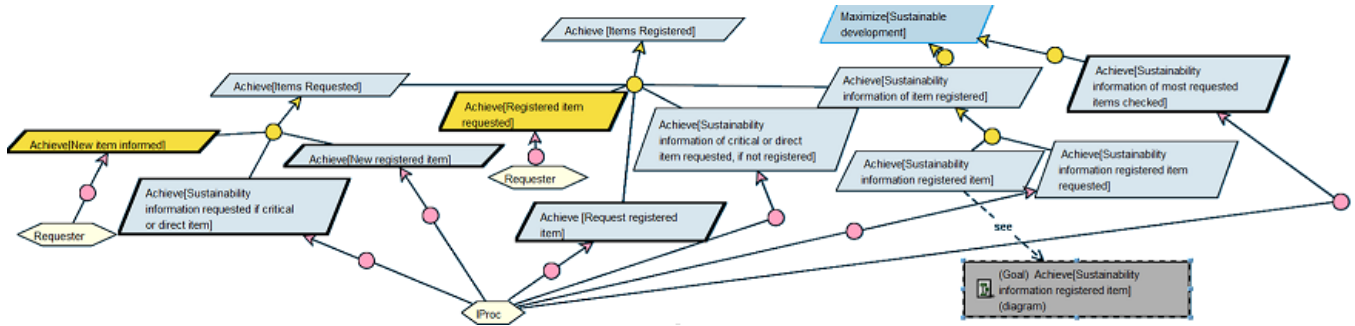 Achieve [Items Registered]
Maximize[Sustainable
development]
Achieve[Items Requested]
Achieve[Registered item
requested]
Achieve[Sustainability
information of item registered]
Achieve[Sustainability
information of most requested
items checked]
Achieve[New item informed]
Achieve[New registered item]
Achieve[Sustainability
information of critical or direct
item requested, if not registered]
Achieve[Sustainability
information registered item]
Achieve[Sustainability
information registered item
requested]
Requester
Achieve[Sustainability
information requested if critical
or direct item]
Requester
Achieve [Request registered
item]
see
(Goal) Achieve[Sustainability
information registered item]
(diagram)
IProc